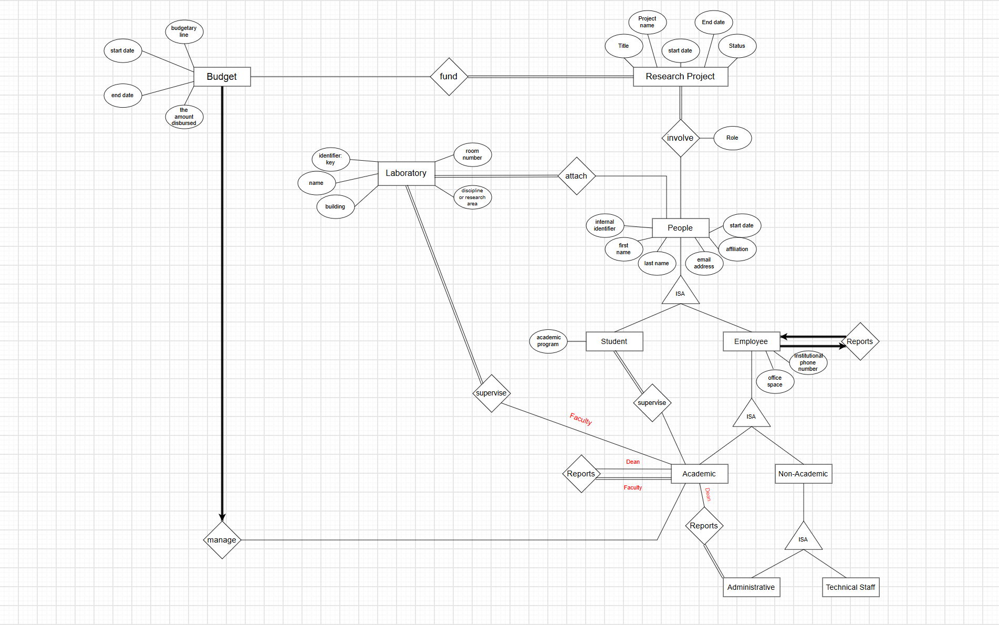 budgetary
line
start date
Budget
end date
the
amount
disbursed
fund
Project
name
End date
Title
start date
Status
Research Project
involve
Role
identifier:
key
room
number
Laboratory
name
building
discipline
or research
area
attach
internal
identifier
People
start date
first
name
last name
email
address
affiliation
ISA
academic
program
Student
Employee
Reports
institutional
phone
number
office
space
supervise
supervise
Faculty
ISA
Dean
Reports
Faculty
Academic
Non-Academic
Dean
Reports
manage
ISA
Administrative
Technical Staff